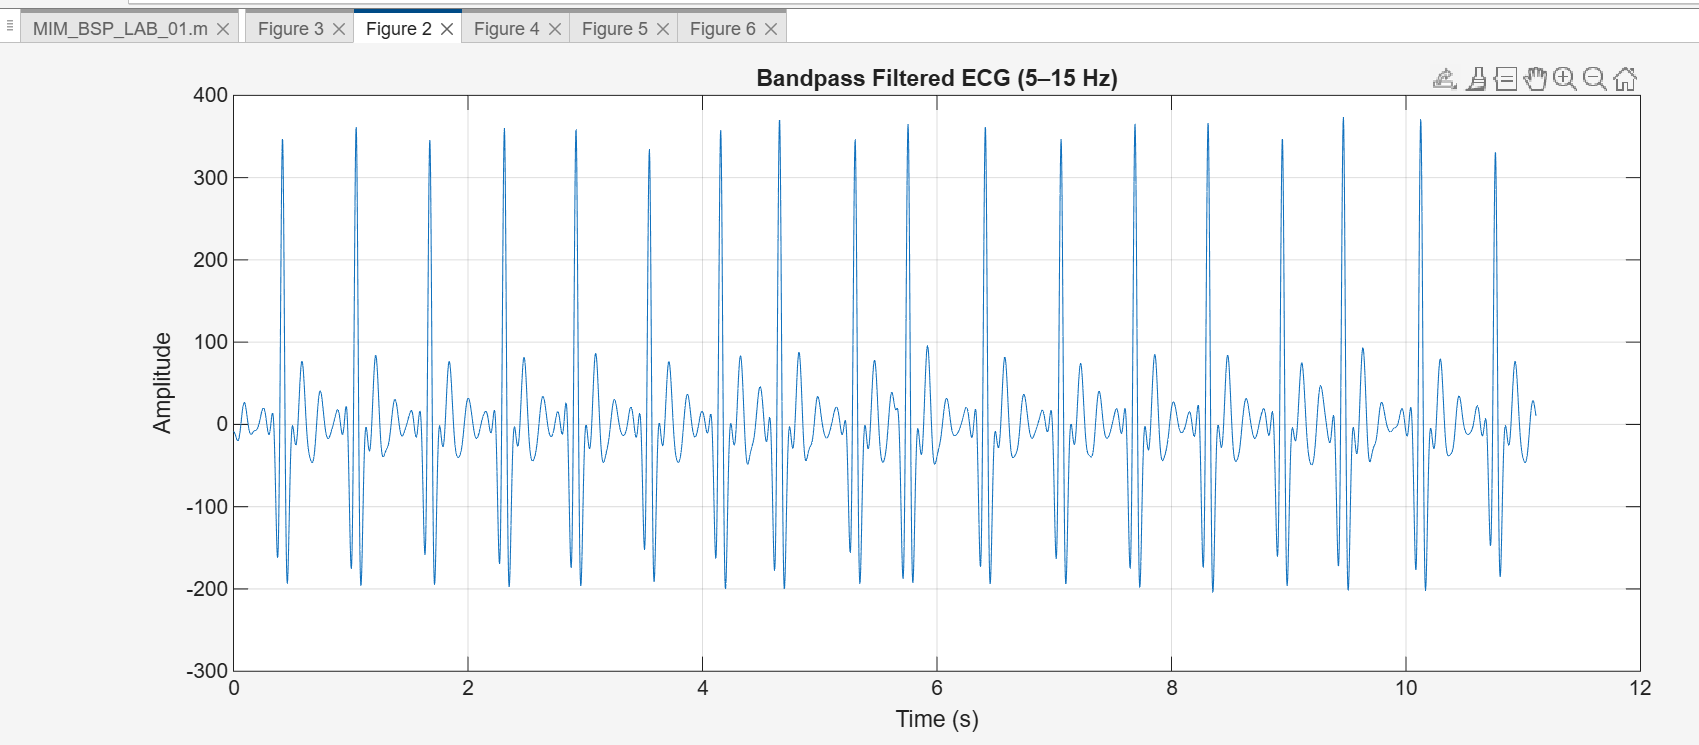 MIM_BSP_LAB_01.m Figure 3 Figure 2 Figure 4 Figure 5 Figure 6
Bandpass Filtered ECG (5–15 Hz)
400
300
200
100
0
-100
-200
-300
Amplitude
0 2 4 6 8 10 12
Time (s)